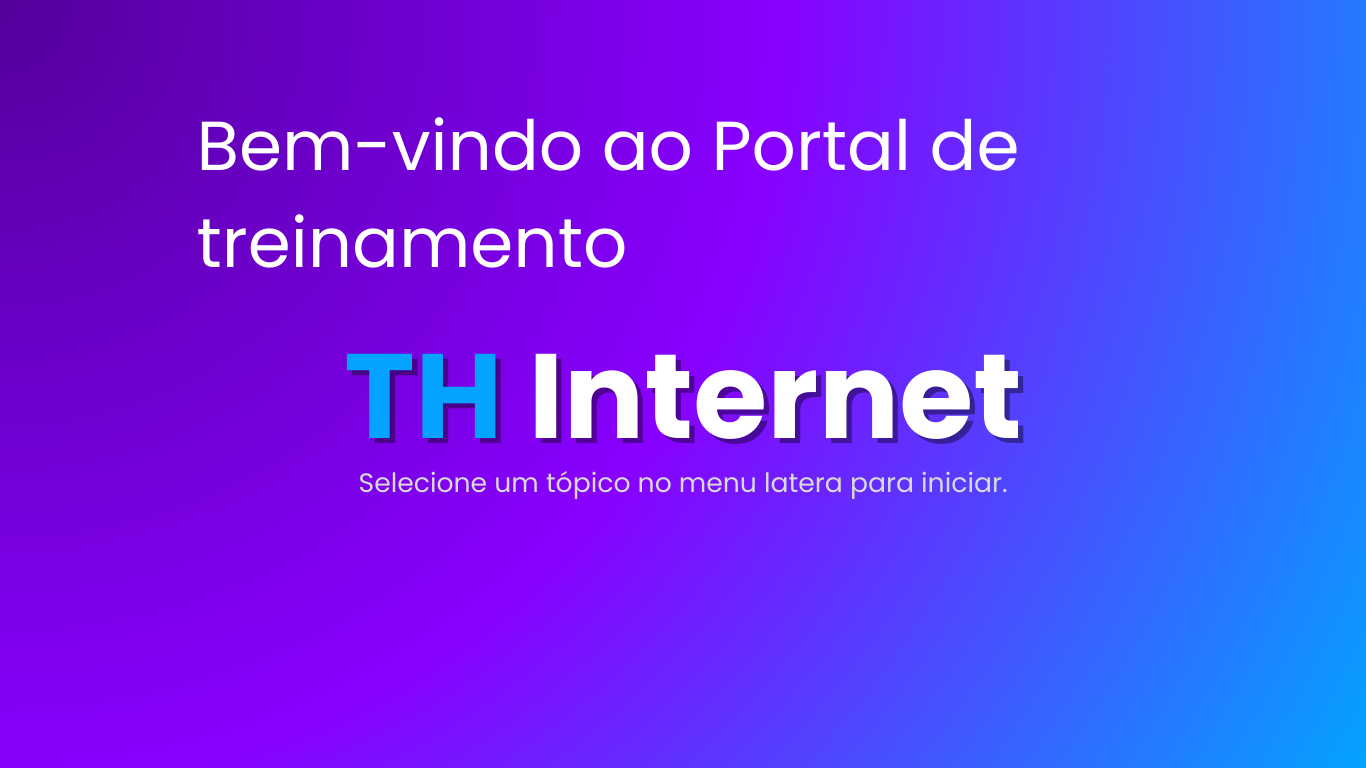 Bem-vindo ao Portal de
treinamento
TH Internet
Selecione um tópico no menu latera para iniciar.